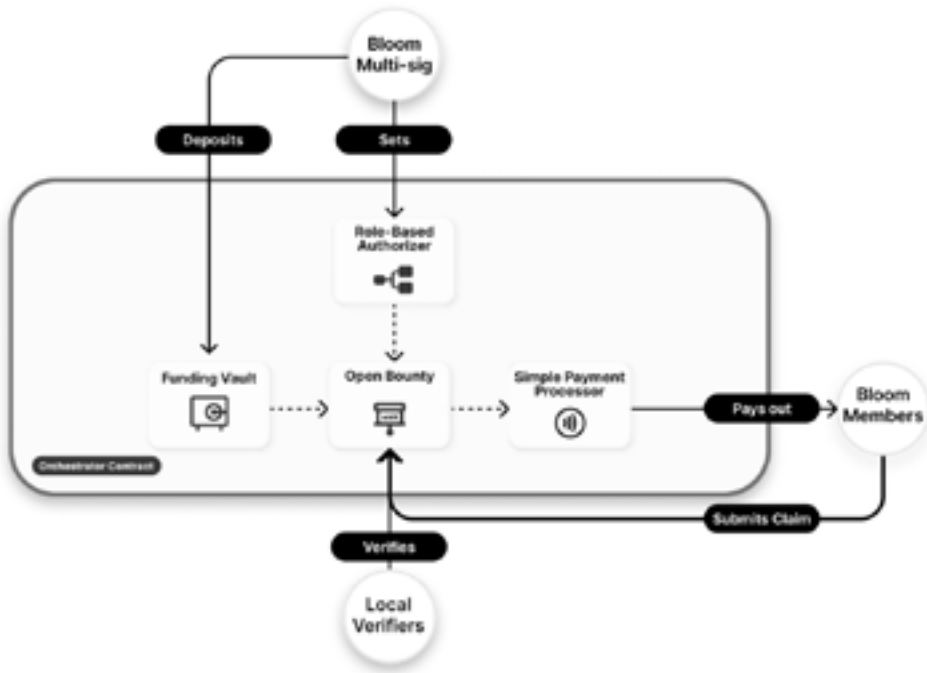 Bloom
Multi-sig
Deposits
Sets
Role-Based
Authorizer
Funding Vault
Open Bounty
Simple Payment
Processor
Pays out
Bloom
Members
Orchestrator Contract
Submits Claim
Verifies
Local
Verifiers